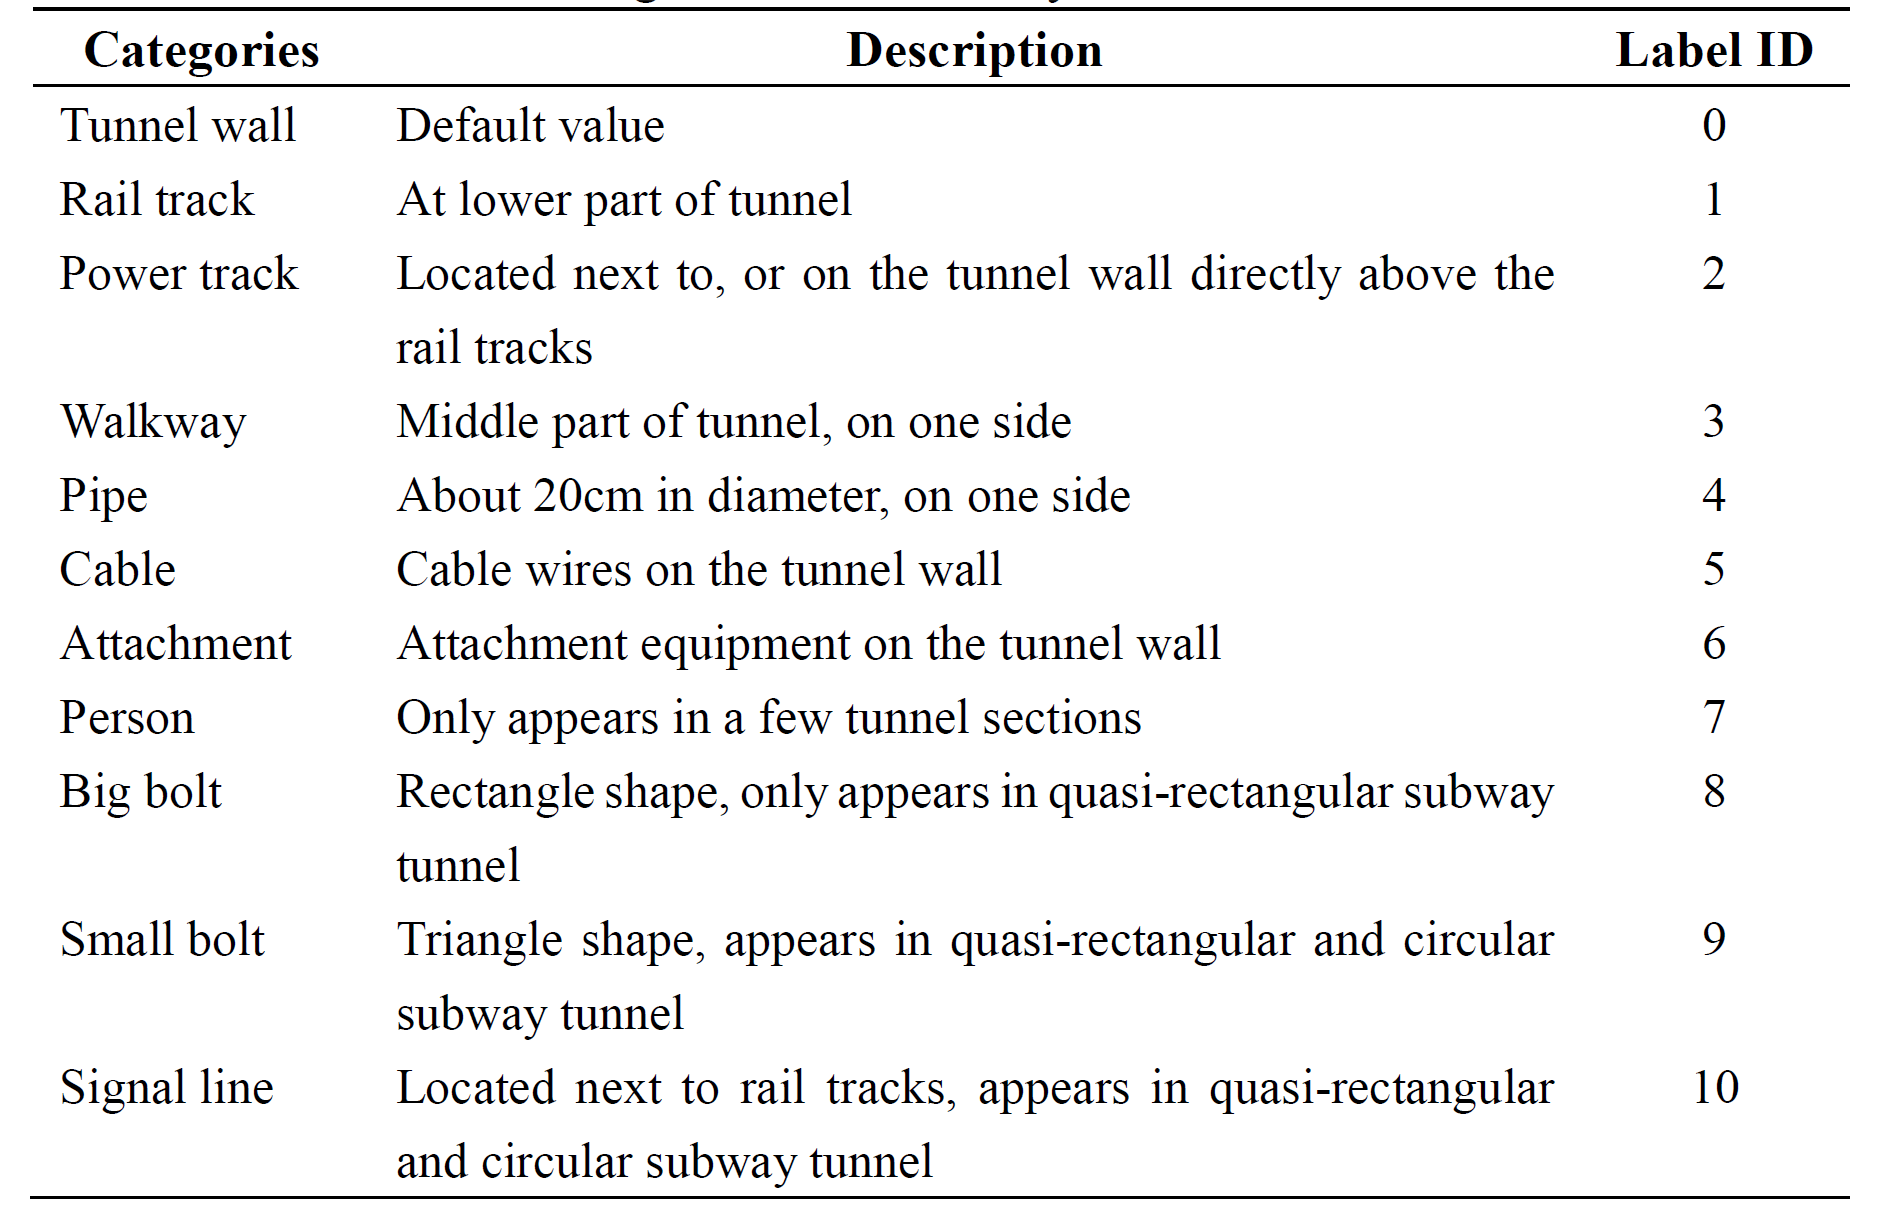 Categories Description Label ID
Tunnel wall Default value 0
Rail track At lower part of tunnel 1
Power track Located next to, or on the tunnel wall directly above the 2
rail tracks
Walkway Middle part of tunnel, on one side 3
Pipe About 20cm in diameter, on one side 4
Cable Cable wires on the tunnel wall 5
Attachment Attachment equipment on the tunnel wall 6
Person Only appears in a few tunnel sections 7
Big bolt Rectangle shape, only appears in quasi-rectangular subway 8
tunnel
Small bolt Triangle shape, appears in quasi-rectangular and circular 9
subway tunnel
Signal line Located next to rail tracks, appears in quasi-rectangular 10
and circular subway tunnel